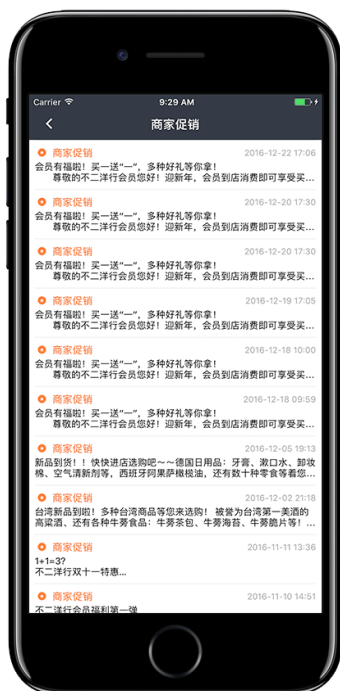 Carrier 9:29 AM
商家促销
商家促销 2016-12-22 17:06
会员有福啦！买一送“一”，多种好礼等你拿！
尊敬的不二洋行会员您好！迎新年，会员到店消费即可享受买...
商家促销 2016-12-20 17:30
会员有福啦！买一送“一”，多种好礼等你拿！
尊敬的不二洋行会员您好！迎新年，会员到店消费即可享受买...
商家促销 2016-12-20 17:30
会员有福啦！买一送“一”，多种好礼等你拿！
尊敬的不二洋行会员您好！迎新年，会员到店消费即可享受买...
商家促销 2016-12-19 17:05
会员有福啦！买一送“一”，多种好礼等你拿！
尊敬的不二洋行会员您好！迎新年，会员到店消费即可享受买...
商家促销 2016-12-18 10:00
会员有福啦！买一送“一”，多种好礼等你拿！
尊敬的不二洋行会员您好！迎新年，会员到店消费即可享受买...
商家促销 2016-12-18 09:59
会员有福啦！买一送“一”，多种好礼等你拿！
尊敬的不二洋行会员您好！迎新年，会员到店消费即可享受买...
商家促销 2016-12-05 19:13
新品到货！！快快进店选购吧～～德国日用品：牙膏、漱口水、卸妆
棉、空气清新剂等，西班牙阿果萨橄榄油，还有数十种零食等着您...
商家促销 2016-12-02 21:18
台湾新品到啦！多种台湾商品等您来选购！ 被誉为台湾第一美酒的
高粱酒、还有各种牛蒡食品：牛蒡茶包、牛蒡海苔、牛蒡脆片等！...
商家促销 2016-11-11 13:36
1+1=3?
不二洋行双十一特惠...
商家促销 2016-11-10 14:51
不二洋行会员福利第一弹